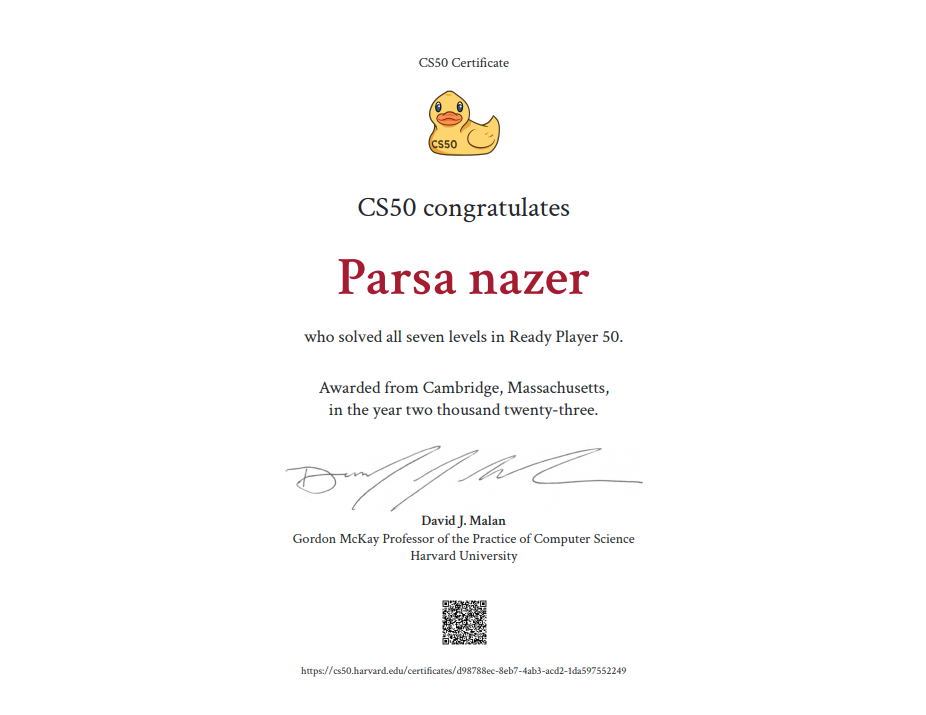 CS50 Certificate
CS50
CS50 congratulates
Parsa nazer
who solved all seven levels in Ready Player 50.
Awarded from Cambridge, Massachusetts,
in the year two thousand twenty-three.
David J. Malan
Gordon McKay Professor of the Practice of Computer Science
Harvard University
https://cs50.harvard.edu/certificates/d98788ec-8eb7-4ab3-acd2-1da597552249